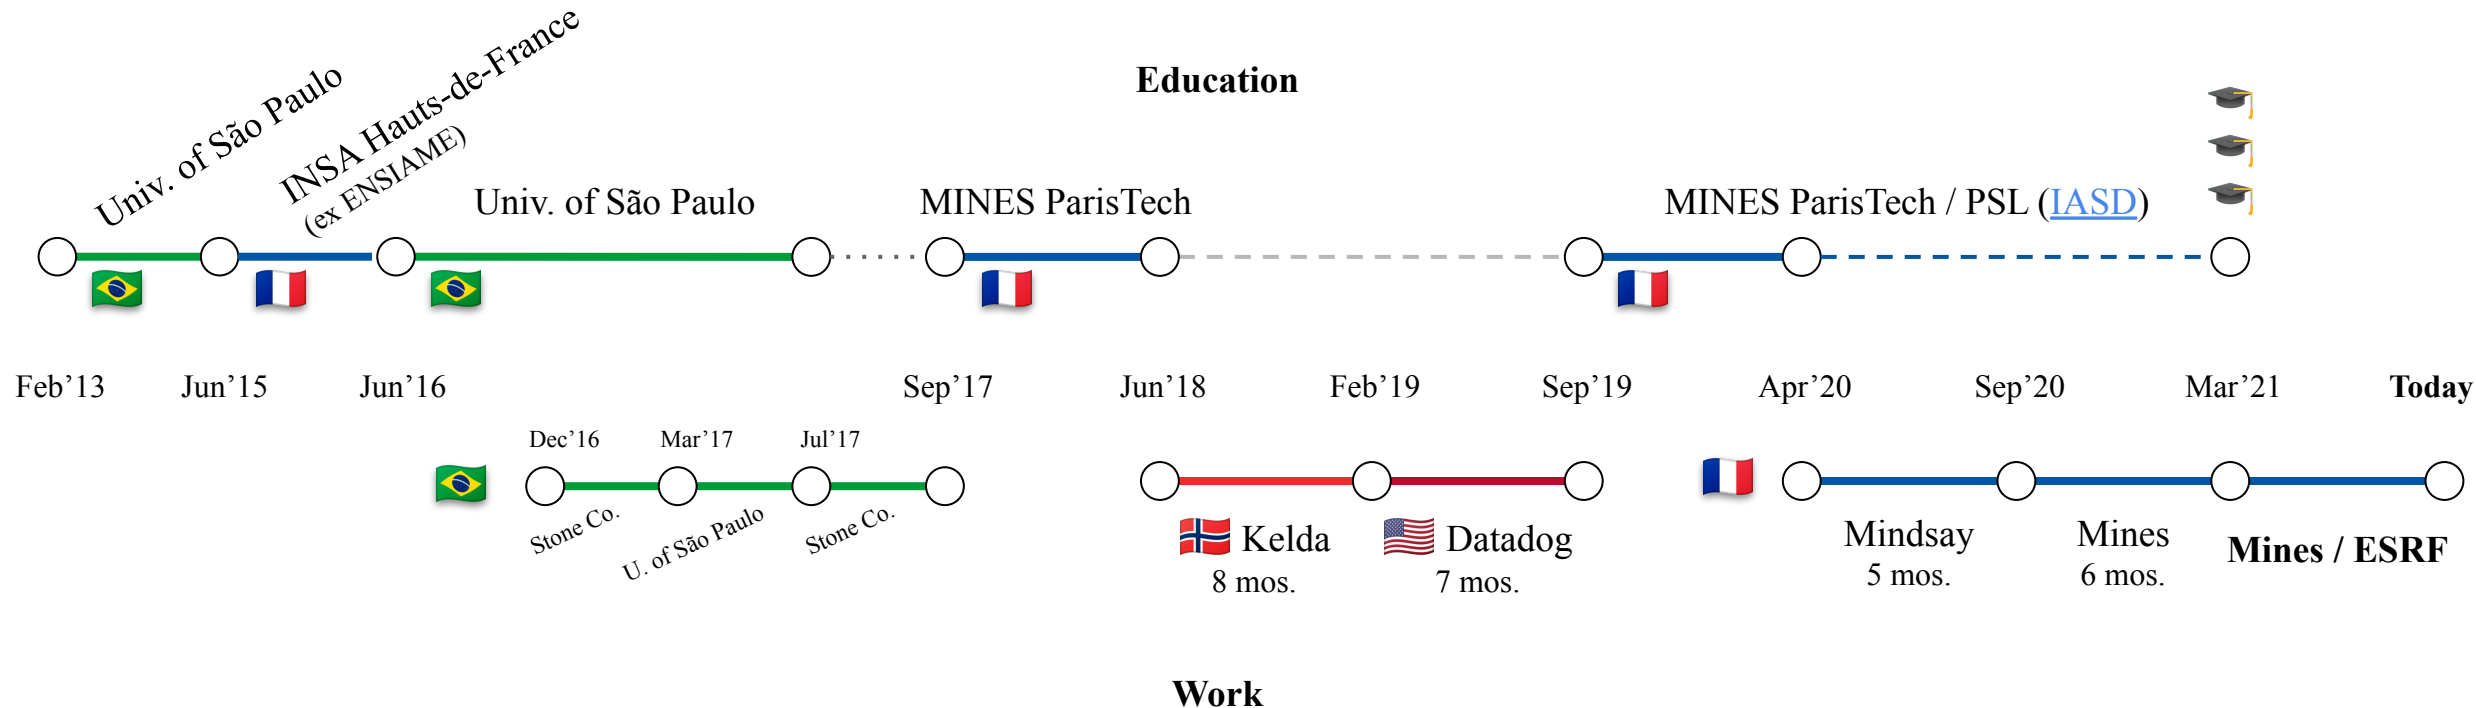 Education
Univ. of São Paulo
INSA Hauts-de-France
(ex ENSIAME)
Univ. of São Paulo
MINES ParisTech
MINES ParisTech / PSL (IASD)
Feb’13
Jun’15
Jun’16
Sep’17
Jun’18
Feb’19
Sep’19
Apr’20
Sep’20
Mar’21
Today
Dec’16
Mar’17
Jul’17
Stone Co.
U. of São Paulo
Stone Co.
Kelda
8 mos.
Datadog
7 mos.
Mindsay
5 mos.
Mines
6 mos.
Mines / ESRF
Work